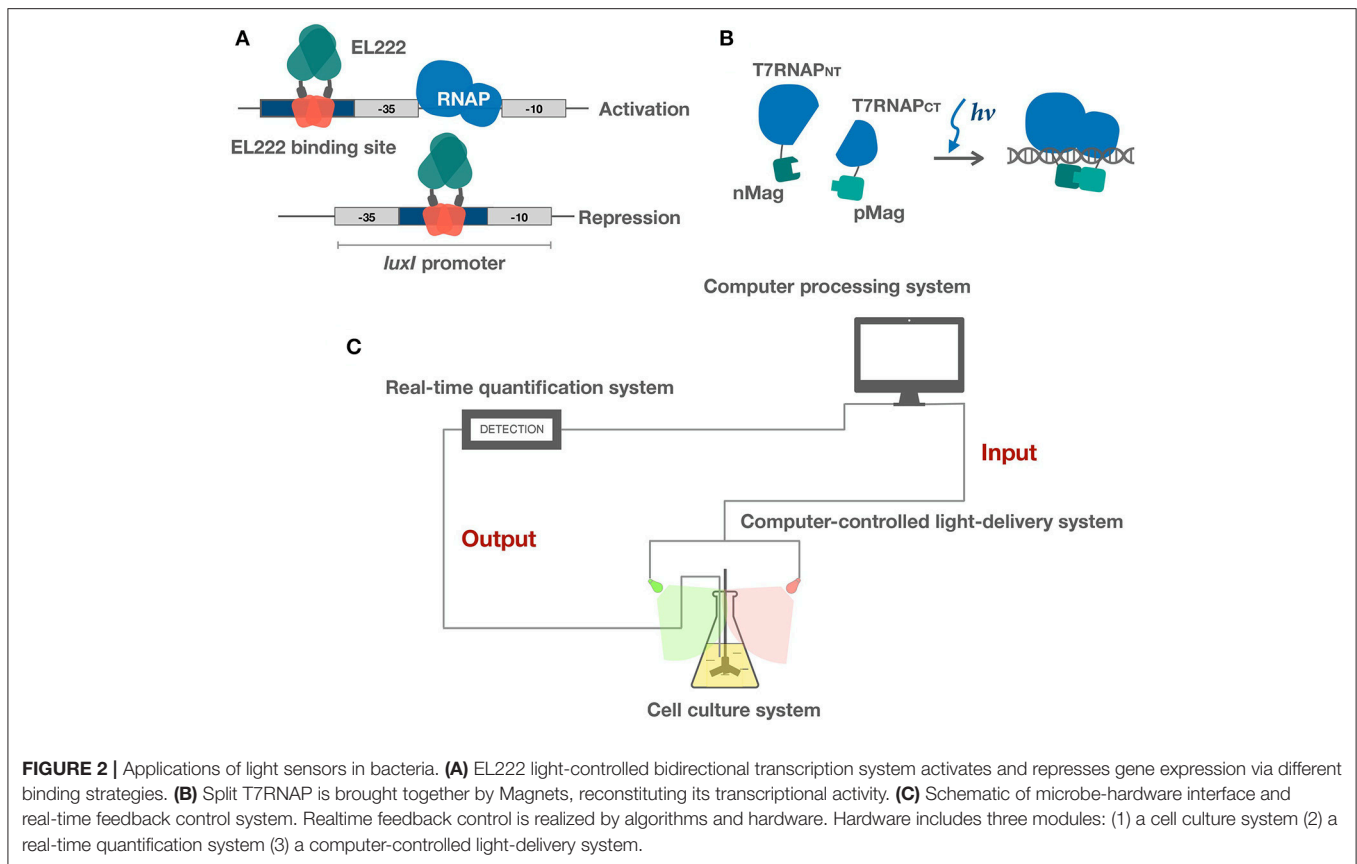 A
EL222
-35
RNAP
-10
Activation
EL222 binding site
-35
-10
Repression
luxI promoter
B
T7RNAPNT
T7RNAPCT
hv
nMag
pMag
Computer processing system
C
Real-time quantification system
DETECTION
Input
Computer-controlled light-delivery system
Output
Cell culture system
FIGURE 2 | Applications of light sensors in bacteria. (A) EL222 light-controlled bidirectional transcription system activates and represses gene expression via different
binding strategies. (B) Split T7RNAP is brought together by Magnets, reconstituting its transcriptional activity. (C) Schematic of microbe-hardware interface and
real-time feedback control system. Realtime feedback control is realized by algorithms and hardware. Hardware includes three modules: (1) a cell culture system (2) a
real-time quantification system (3) a computer-controlled light-delivery system.